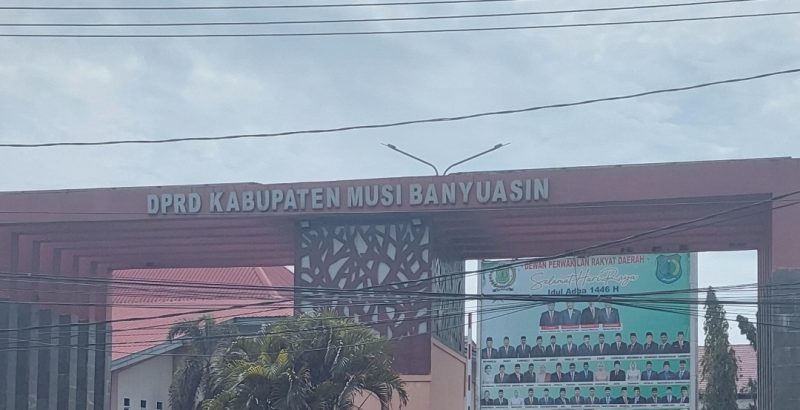 DPRD KABUPATEN MUSI BANYUASIN
DEWAN PERWAKILAN RAKYAT DAERAH
Selamat Hari Raya
Idul Adha 1446 H